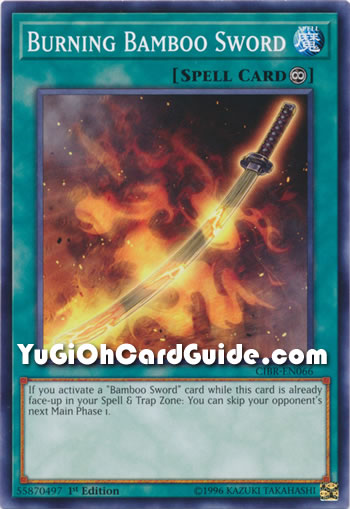 BURNING BAMBOO SWORD
SPELL
魔
[SPELL CARD]
YuGiOhCardGuide.com
CIBR-EN066
If you activate a "Bamboo Sword" card while this card is already
face-up in your Spell & Trap Zone: You can skip your opponent's
next Main Phase 1.
55870497 1st Edition ©1996 KAZUKI TAKAHASHI